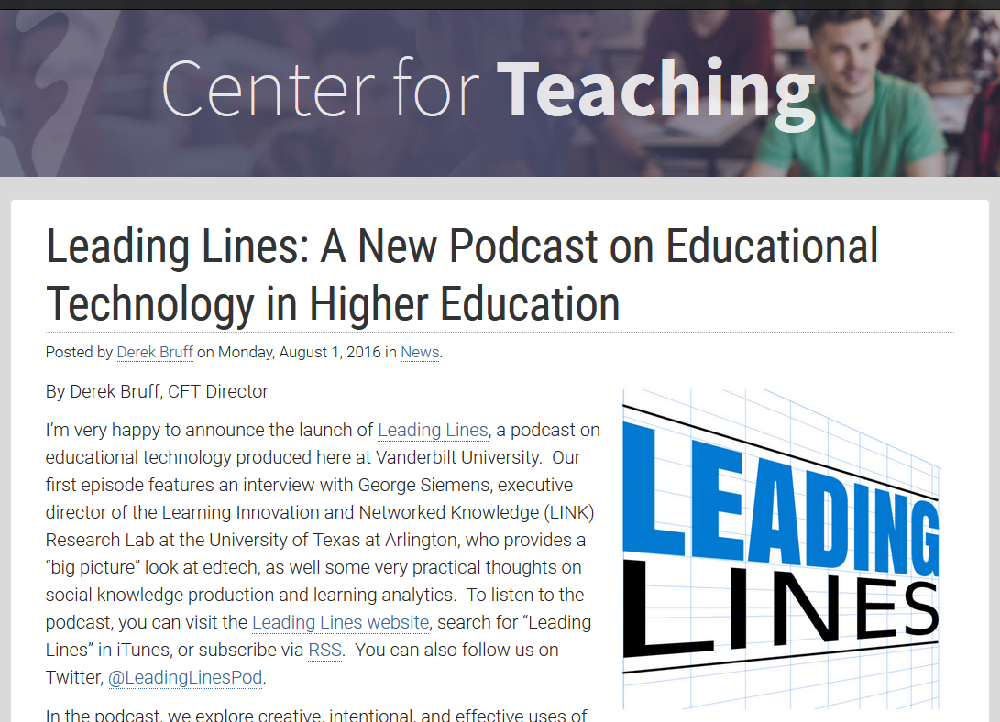 Center for Teaching
Leading Lines: A New Podcast on Educational
Technology in Higher Education
Posted by Derek Bruff on Monday, August 1, 2016 in News.
By Derek Bruff, CFT Director
I’m very happy to announce the launch of Leading Lines, a podcast on
educational technology produced here at Vanderbilt University.  Our
first episode features an interview with George Siemens, executive
director of the Learning Innovation and Networked Knowledge (LINK)
Research Lab at the University of Texas at Arlington, who provides a
“big picture” look at edtech, as well some very practical thoughts on
social knowledge production and learning analytics.  To listen to the
podcast, you can visit the Leading Lines website, search for “Leading
Lines” in iTunes, or subscribe via RSS.  You can also follow us on
Twitter, @LeadingLinesPod.
In the podcast, we explore creative, intentional, and effective uses of
LEADING
LINES